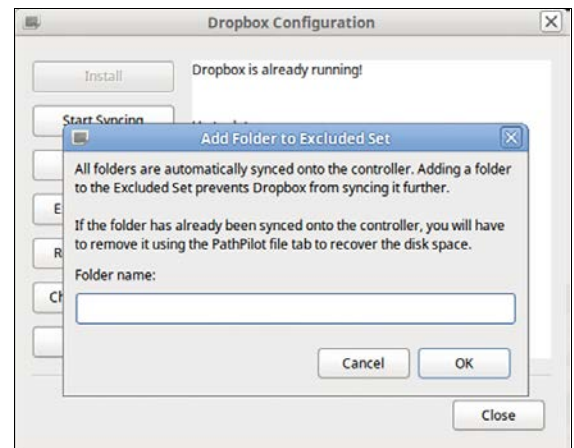 Dropbox Configuration
Install
Dropbox is already running!
Start Syncing
Add Folder to Excluded Set
All folders are automatically synced onto the controller. Adding a folder
to the Excluded Set prevents Dropbox from syncing it further.
If the folder has already been synced onto the controller, you will have
to remove it using the PathPilot file tab to recover the disk space.
Folder name:
Cancel
OK
Close